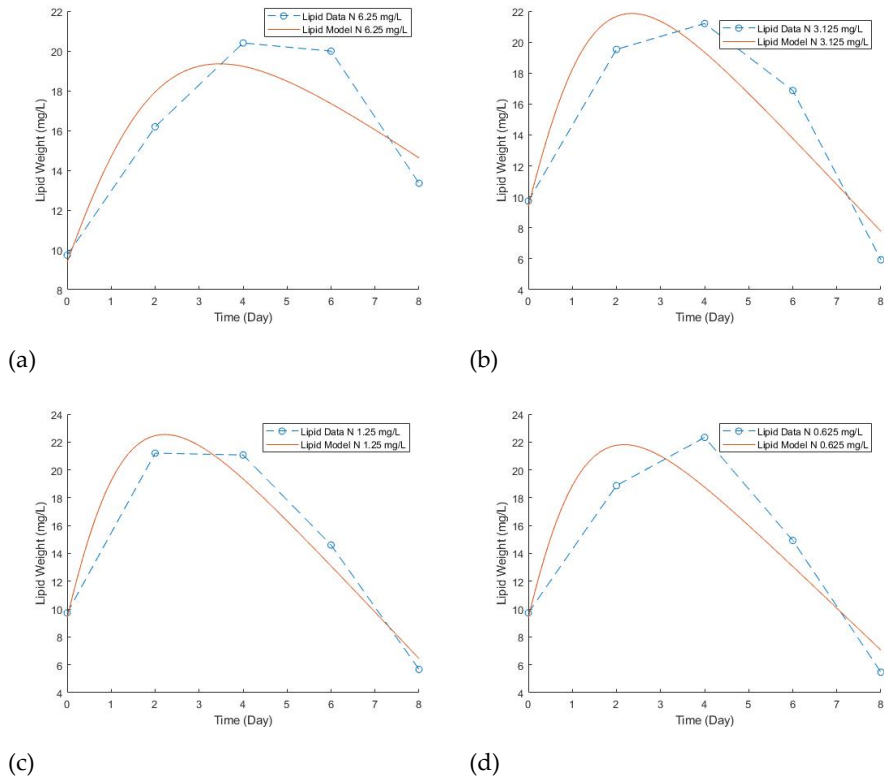 Lipid Data N 6.25 mg/L
Lipid Model N 6.25 mg/L
22
20
18
16
14
12
10
8
Lipid Weight (mg/L)
0 1 2 3 4 5 6 7 8
Time (Day)
(a)
Lipid Data N 3.125 mg/L
Lipid Model N 3.125 mg/L
22
20
18
16
14
12
10
8
6
4
Lipid Weight (mg/L)
0 1 2 3 4 5 6 7 8
Time (Day)
(b)
Lipid Data N 1.25 mg/L
Lipid Model N 1.25 mg/L
24
22
20
18
16
14
12
10
8
6
4
Lipid Weight (mg/L)
0 1 2 3 4 5 6 7 8
Time (Day)
(c)
Lipid Data N 0.625 mg/L
Lipid Model N 0.625 mg/L
24
22
20
18
16
14
12
10
8
6
4
Lipid Weight (mg/L)
0 1 2 3 4 5 6 7 8
Time (Day)
(d)